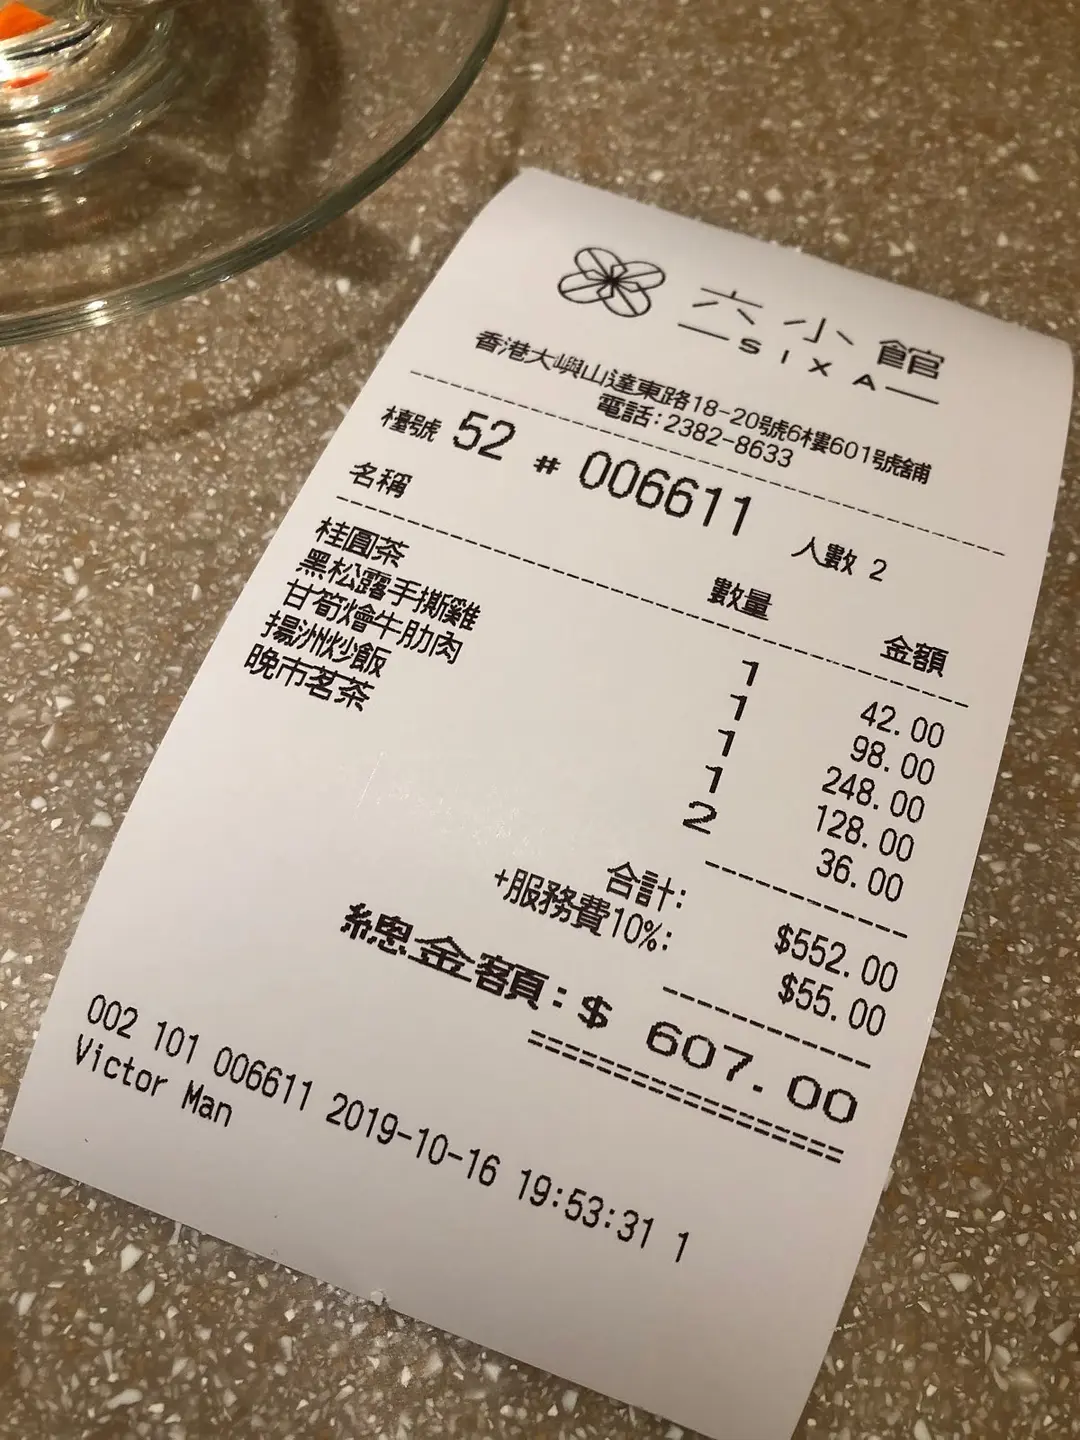 六小館
SIXA
香港大嶼山達東路18-20號6樓601號舖
電話:2382-8633
檯號 52 # 006611 人數 2
名稱 數量 金額
桂圓茶 1 42.00
黑松露手撕雞 1 98.00
甘筍燴牛肋肉 1 248.00
揚洲炒飯 1 128.00
晚市茗茶 2 36.00
合計: $552.00
+服務費10%: $55.00
總金額:$ 607.00
002 101 006611 2019-10-16 19:53:31 1
Victor Man